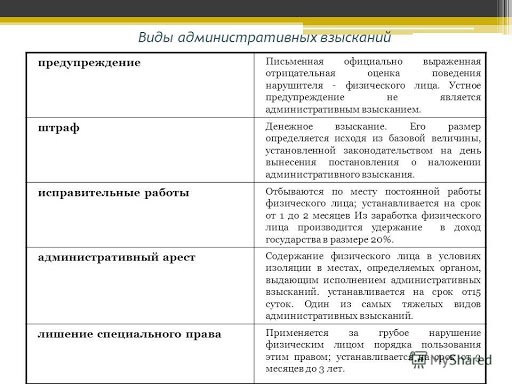 Виды административных взысканий
предупреждение
Письменная официально выраженная
отрицательная оценка поведения
нарушителя - физического лица. Устное
предупреждение не является
административным взысканием.
штраф
Денежное взыскание. Его размер
определяется исходя из базовой величины,
установленной законодательством на день
вынесения постановления о наложении
административного взыскания.
исправительные работы
Отбываются по месту постоянной работы
физического лица; устанавливается на срок
от 1 до 2 месяцев Из заработка физического
лица производится удержание в доход
государства в размере 20%.
административный арест
Содержание физического лица в условиях
изоляции в местах, определяемых органом,
выдающим исполнением административных
взысканий. устанавливается на срок от15
суток. Один из самых тяжелых видов
административных взысканий.
лишение специального права
Применяется за грубое нарушение
физическим лицом порядка пользования
этим правом; устанавливается на срок от
месяцев до 3 лет.
MyShared